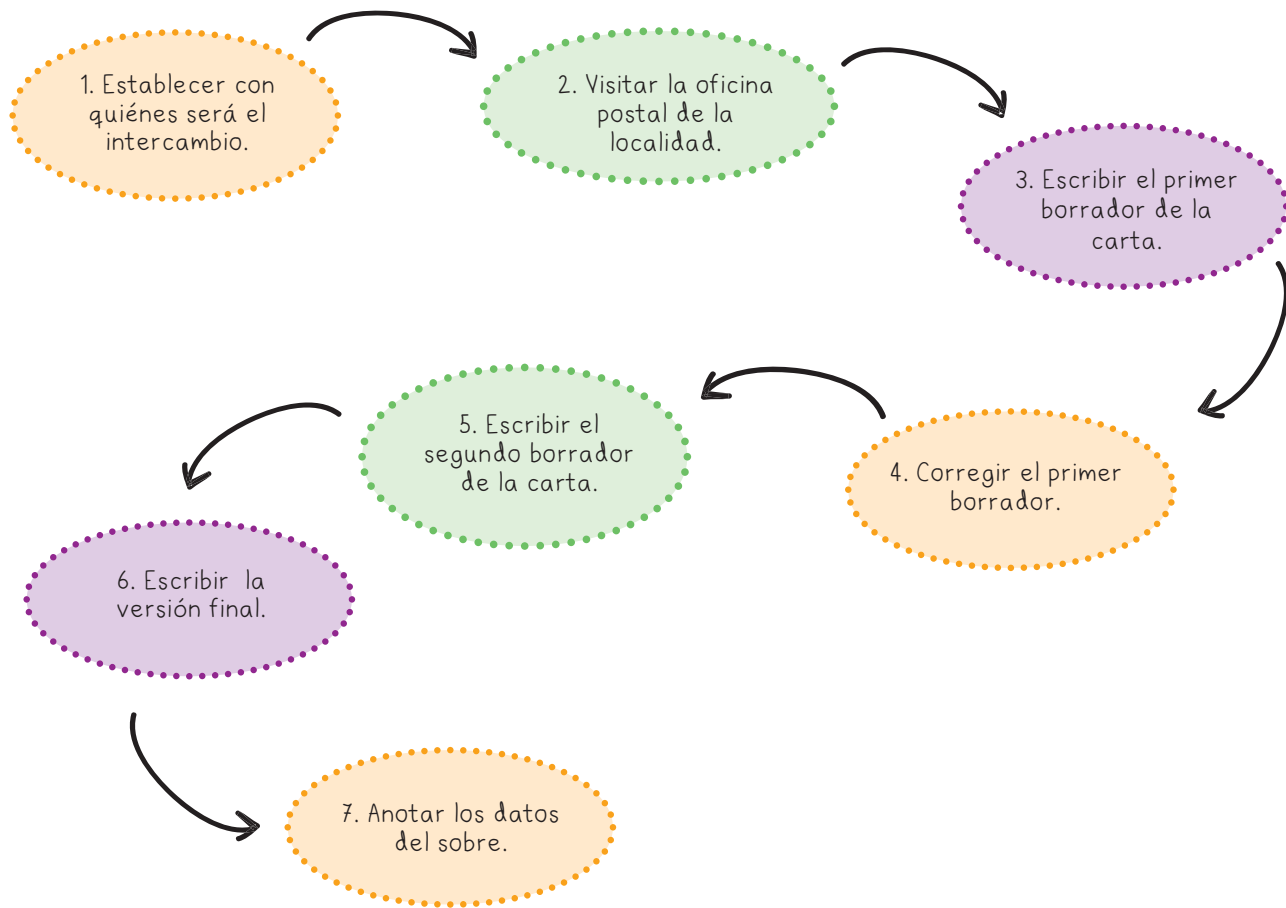 1. Establecer con
quiénes será el
intercambio.
2. Visitar la oficina
postal de la
localidad.
3. Escribir el primer
borrador de la
carta.
4. Corregir el primer
borrador.
5. Escribir el
segundo borrador
de la carta.
6. Escribir la
versión final.
7. Anotar los datos
del sobre.